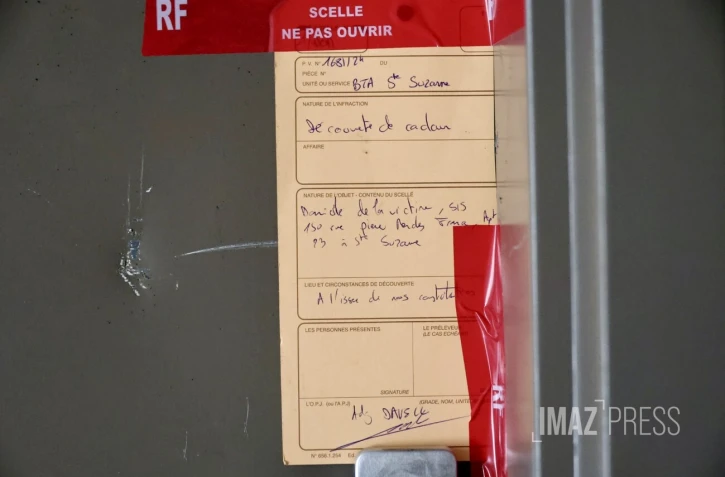 RF
SCELLE
NE PAS OUVRIR
P.V. N° 1681/24 DU
PIÈCE N°
UNITÉ OU SERVICE BTA Ste Suzanne
NATURE DE L'INFRACTION
Découverte de cadavre
AFFAIRE
NATURE DE L'OBJET - CONTENU DU SCELLÉ
Domicile de la victime, SIS
150 rue pierre Mendes Apt
à Ste Suzanne
LIEU ET CIRCONSTANCES DE DÉCOUVERTE
A l'issue de nos
LES PERSONNES PRÉSENTES
LE PRÉLEVEUR
(LE CAS ÉCHÉANT
SIGNATURE
L'O.P.J. (ou l'A.P.J)
(GRADE, NOM, UNITÉ
Adj
RF
IMAZ PRESS